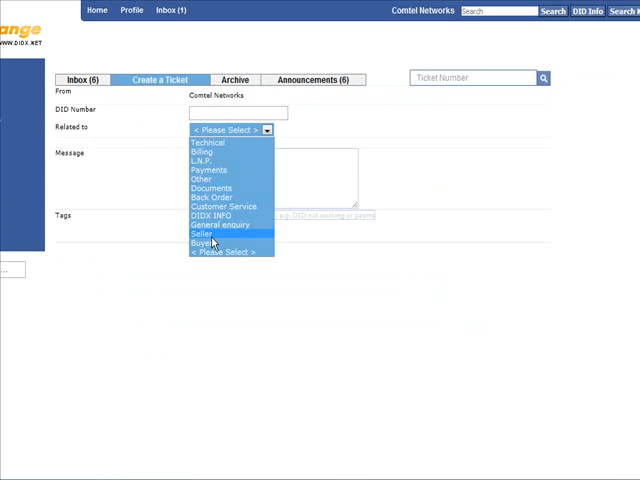 Home Profile Inbox (1) Comtel Networks Search Search DID Info
ange
WWW.DIDX.NET
Inbox (6) Create a Ticket Archive Announcements (6) Ticket Number
From Comtel Networks
DID Number
Related to < Please Select >
Technical
Billing
Message
L.N.P.
Payments
Other
Documents
Back Order
Customer Service
Tags DIDX INFO e.g. DID not working or payme
General enquiry
Seller
Buyer
< Please Select >
...